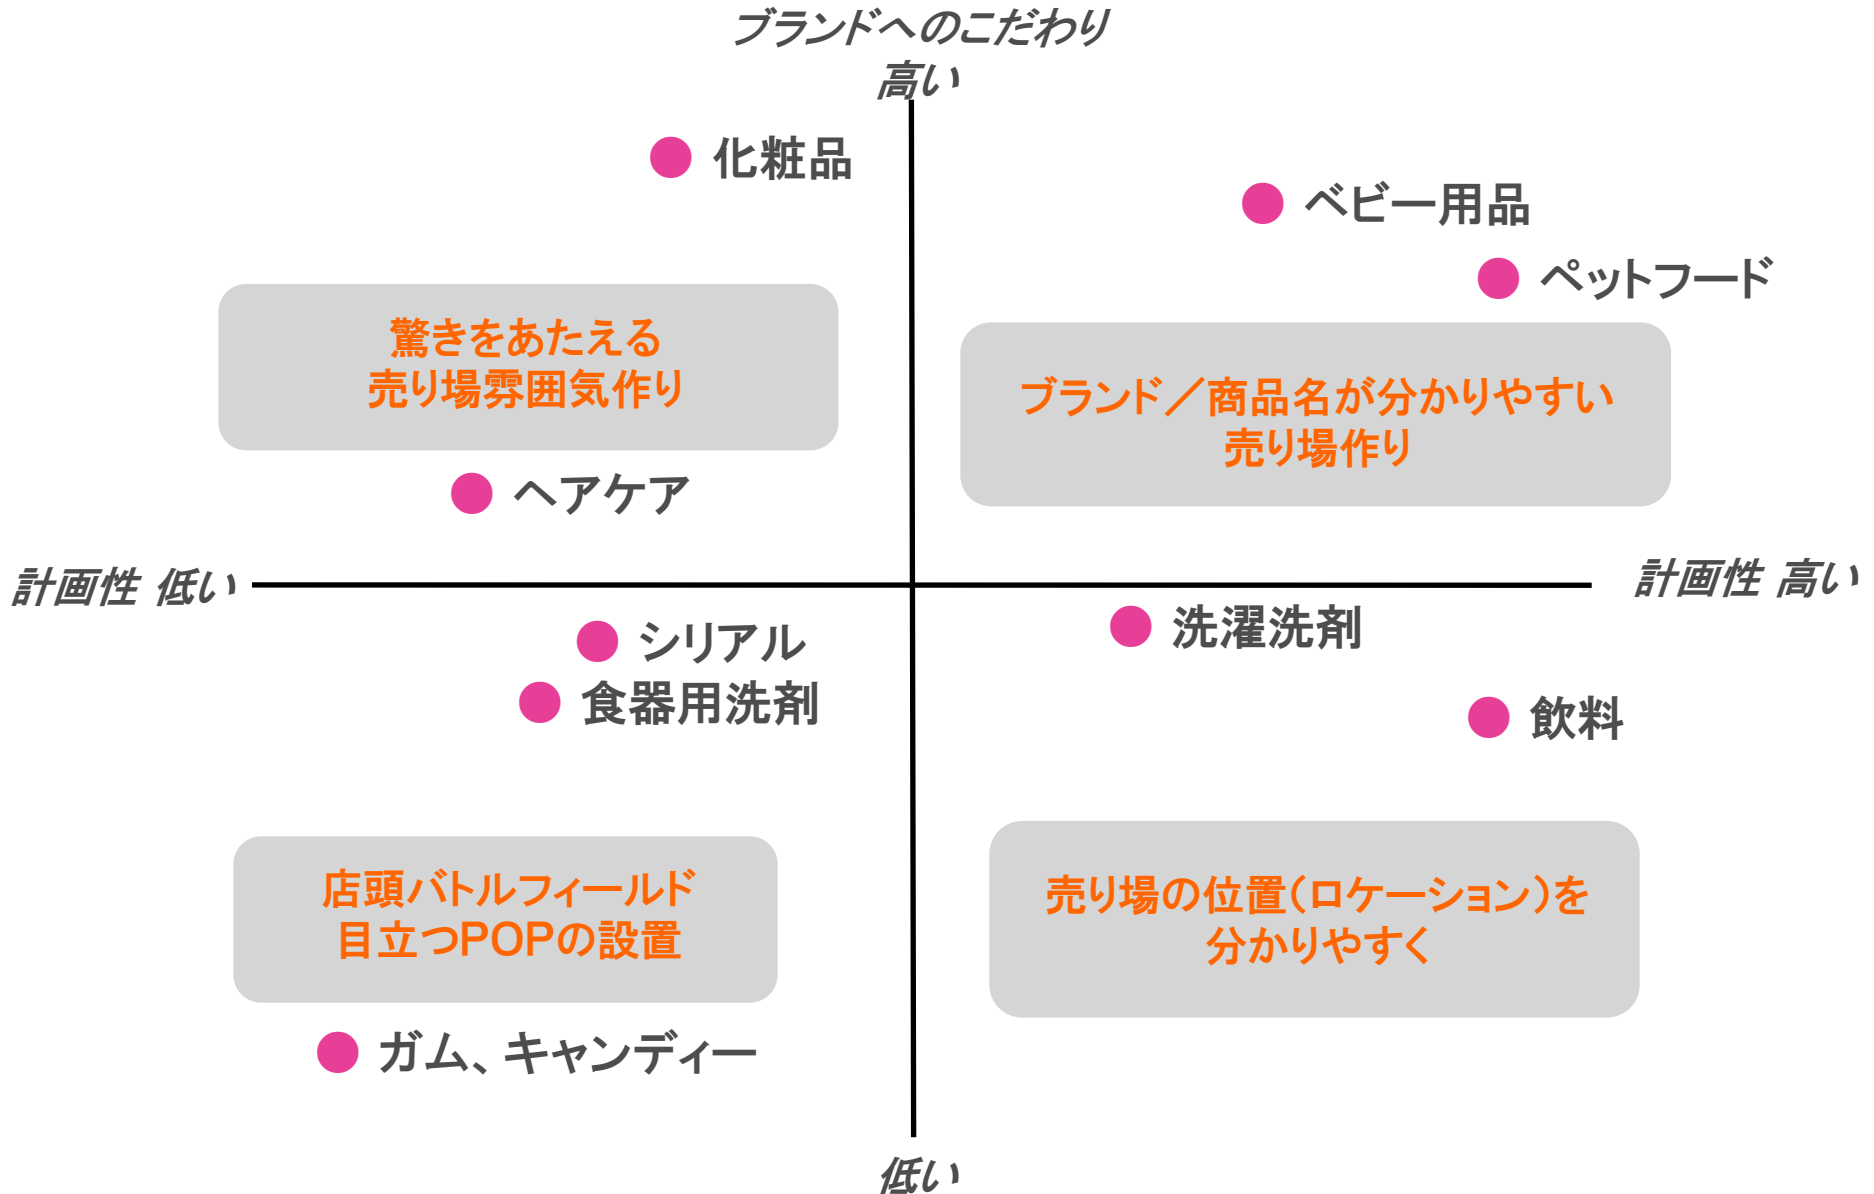 ブランドへのこだわり
高い
化粧品
ベビー用品
ペットフード
驚きをあたえる
売り場雰囲気作り
ブランド／商品名が分かりやすい
売り場作り
ヘアケア
計画性 低い
計画性 高い
シリアル
洗濯洗剤
食器用洗剤
飲料
店頭バトルフィールド
目立つPOPの設置
売り場の位置（ロケーション）を
分かりやすく
ガム、キャンディー
低い